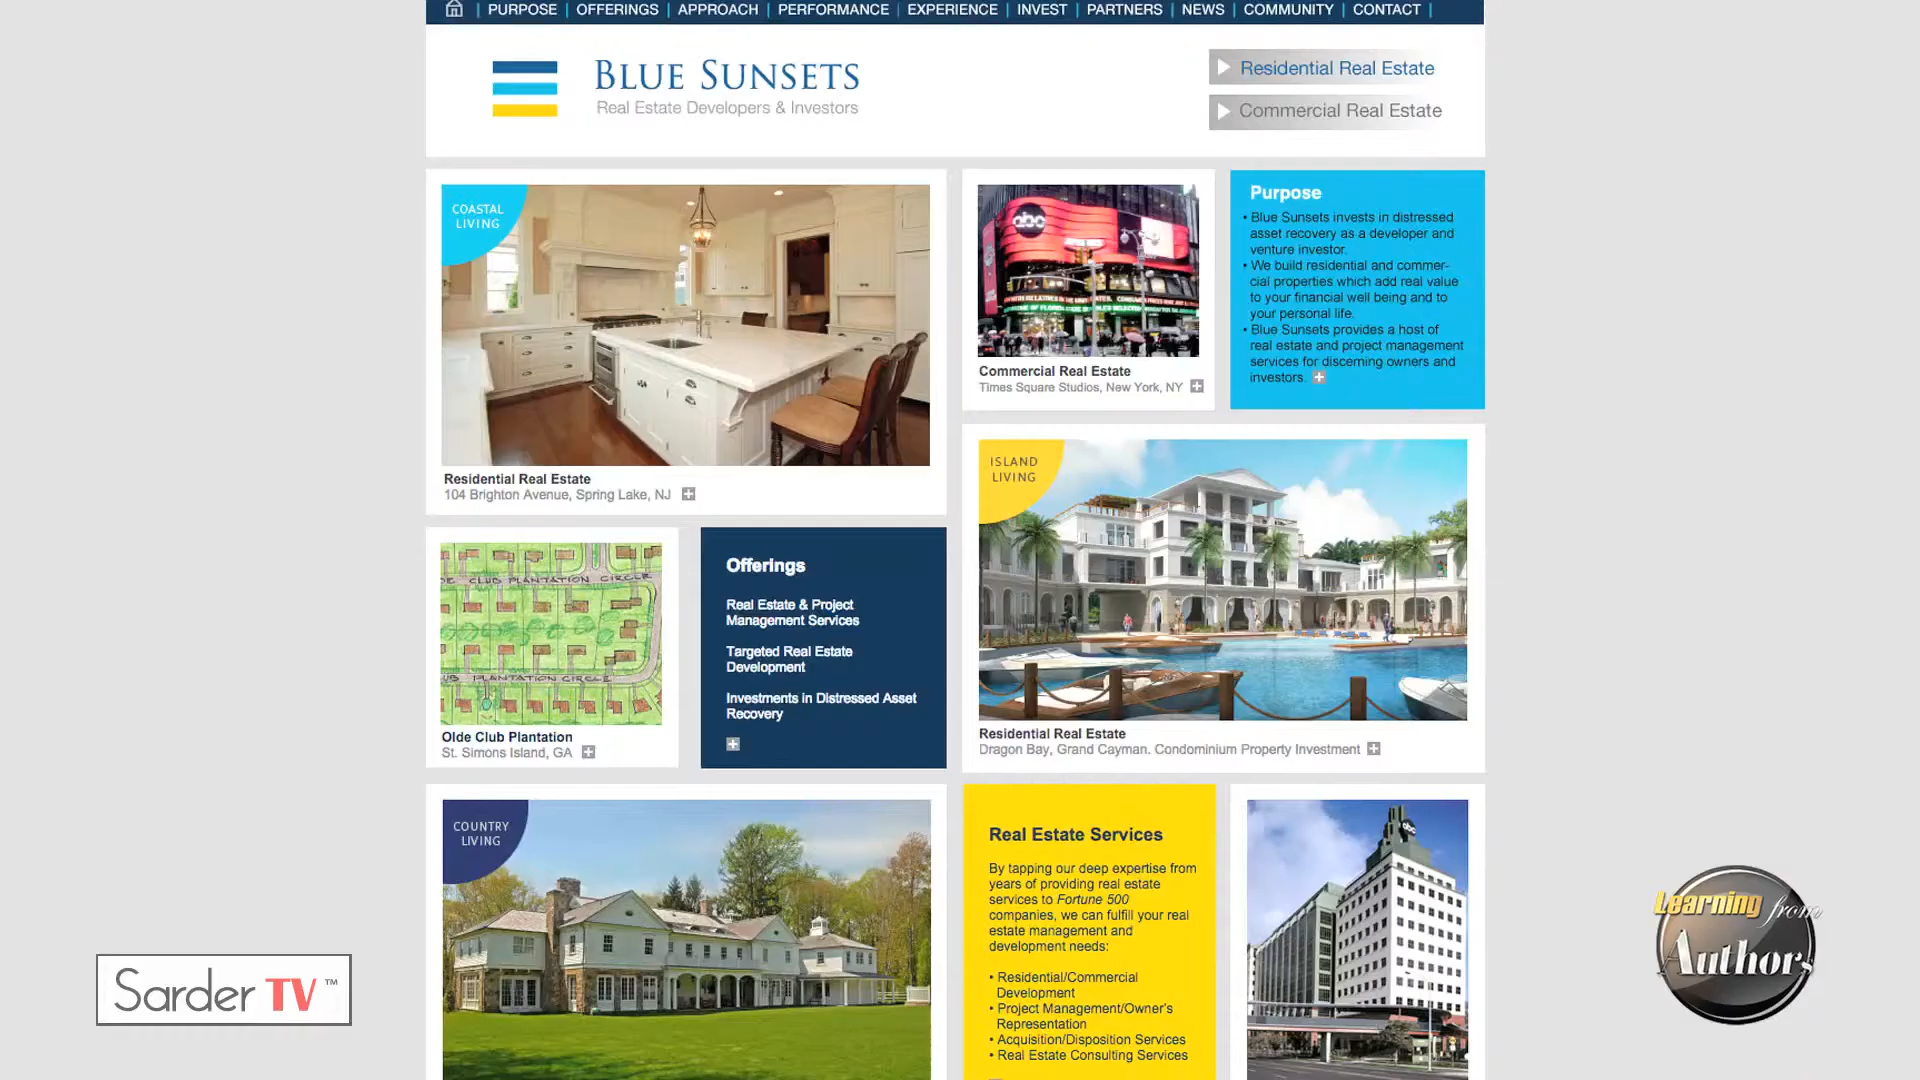 PURPOSE | OFFERINGS | APPROACH | PERFORMANCE | EXPERIENCE | INVEST | PARTNERS | NEWS | COMMUNITY | CONTACT |
BLUE SUNSETS
Real Estate Developers & Investors
Residential Real Estate
Commercial Real Estate
COASTAL
LIVING
Residential Real Estate
104 Brighton Avenue, Spring Lake, NJ
abc
Commercial Real Estate
Times Square Studios, New York, NY
Purpose
• Blue Sunsets invests in distressed
asset recovery as a developer and
venture investor.
• We build residential and commer-
cial properties which add real value
to your financial well being and to
your personal life.
• Blue Sunsets provides a host of
real estate and project management
services for discerning owners and
investors.
CLUB PLANTATION CIRCLE
PLANTATION CIRCLE
Olde Club Plantation
St. Simons Island, GA
Offerings
Real Estate & Project
Management Services
Targeted Real Estate
Development
Investments in Distressed Asset
Recovery
ISLAND
LIVING
Residential Real Estate
Dragon Bay, Grand Cayman. Condominium Property Investment
COUNTRY
LIVING
Real Estate Services
By tapping our deep expertise from
years of providing real estate
services to Fortune 500
companies, we can fulfill your real
estate management and
development needs:
• Residential/Commercial
Development
• Project Management/Owner's
Representation
• Acquisition/Disposition Services
• Real Estate Consulting Services
abc
Sarder TV™
Learning from
Authors